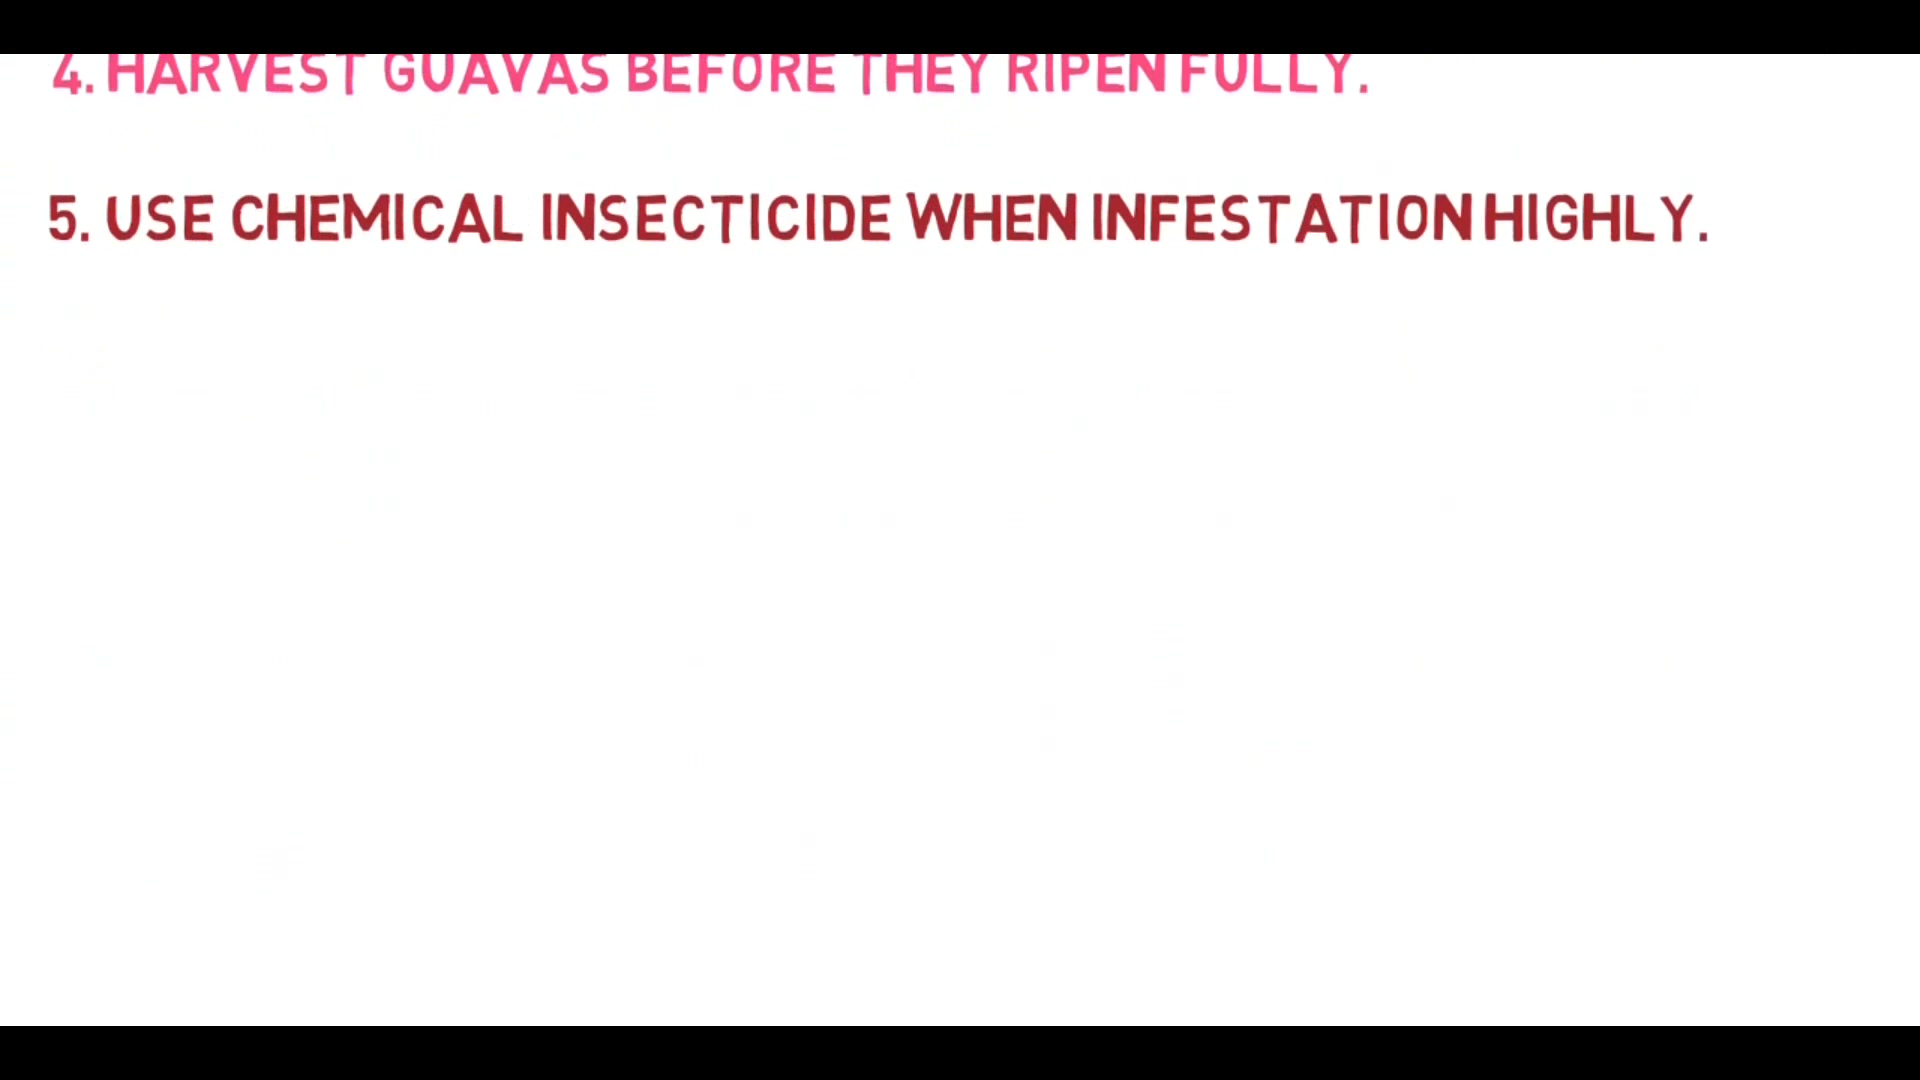 4. HARVEST GUAVAS BEFORE THEY RIPEN FULLY.
5. USE CHEMICAL INSECTICIDE WHEN INFESTATION HIGHLY.